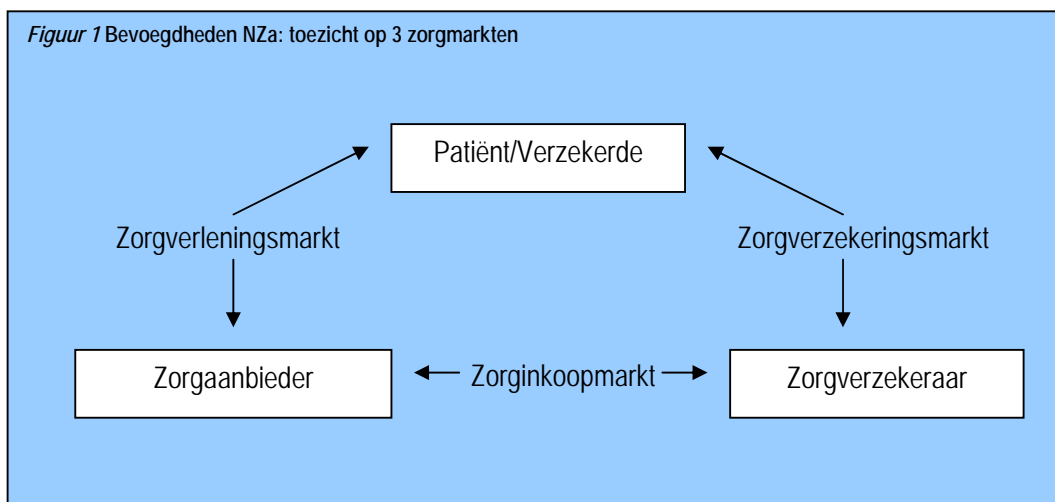 Figuur 1 Bevoegdheden NZa: toezicht op 3 zorgmarkten
Patiënt/Verzekerde
Zorgverleningsmarkt
Zorgverzekeringsmarkt
Zorgaanbieder
Zorginkoopmarkt
Zorgverzekeraar